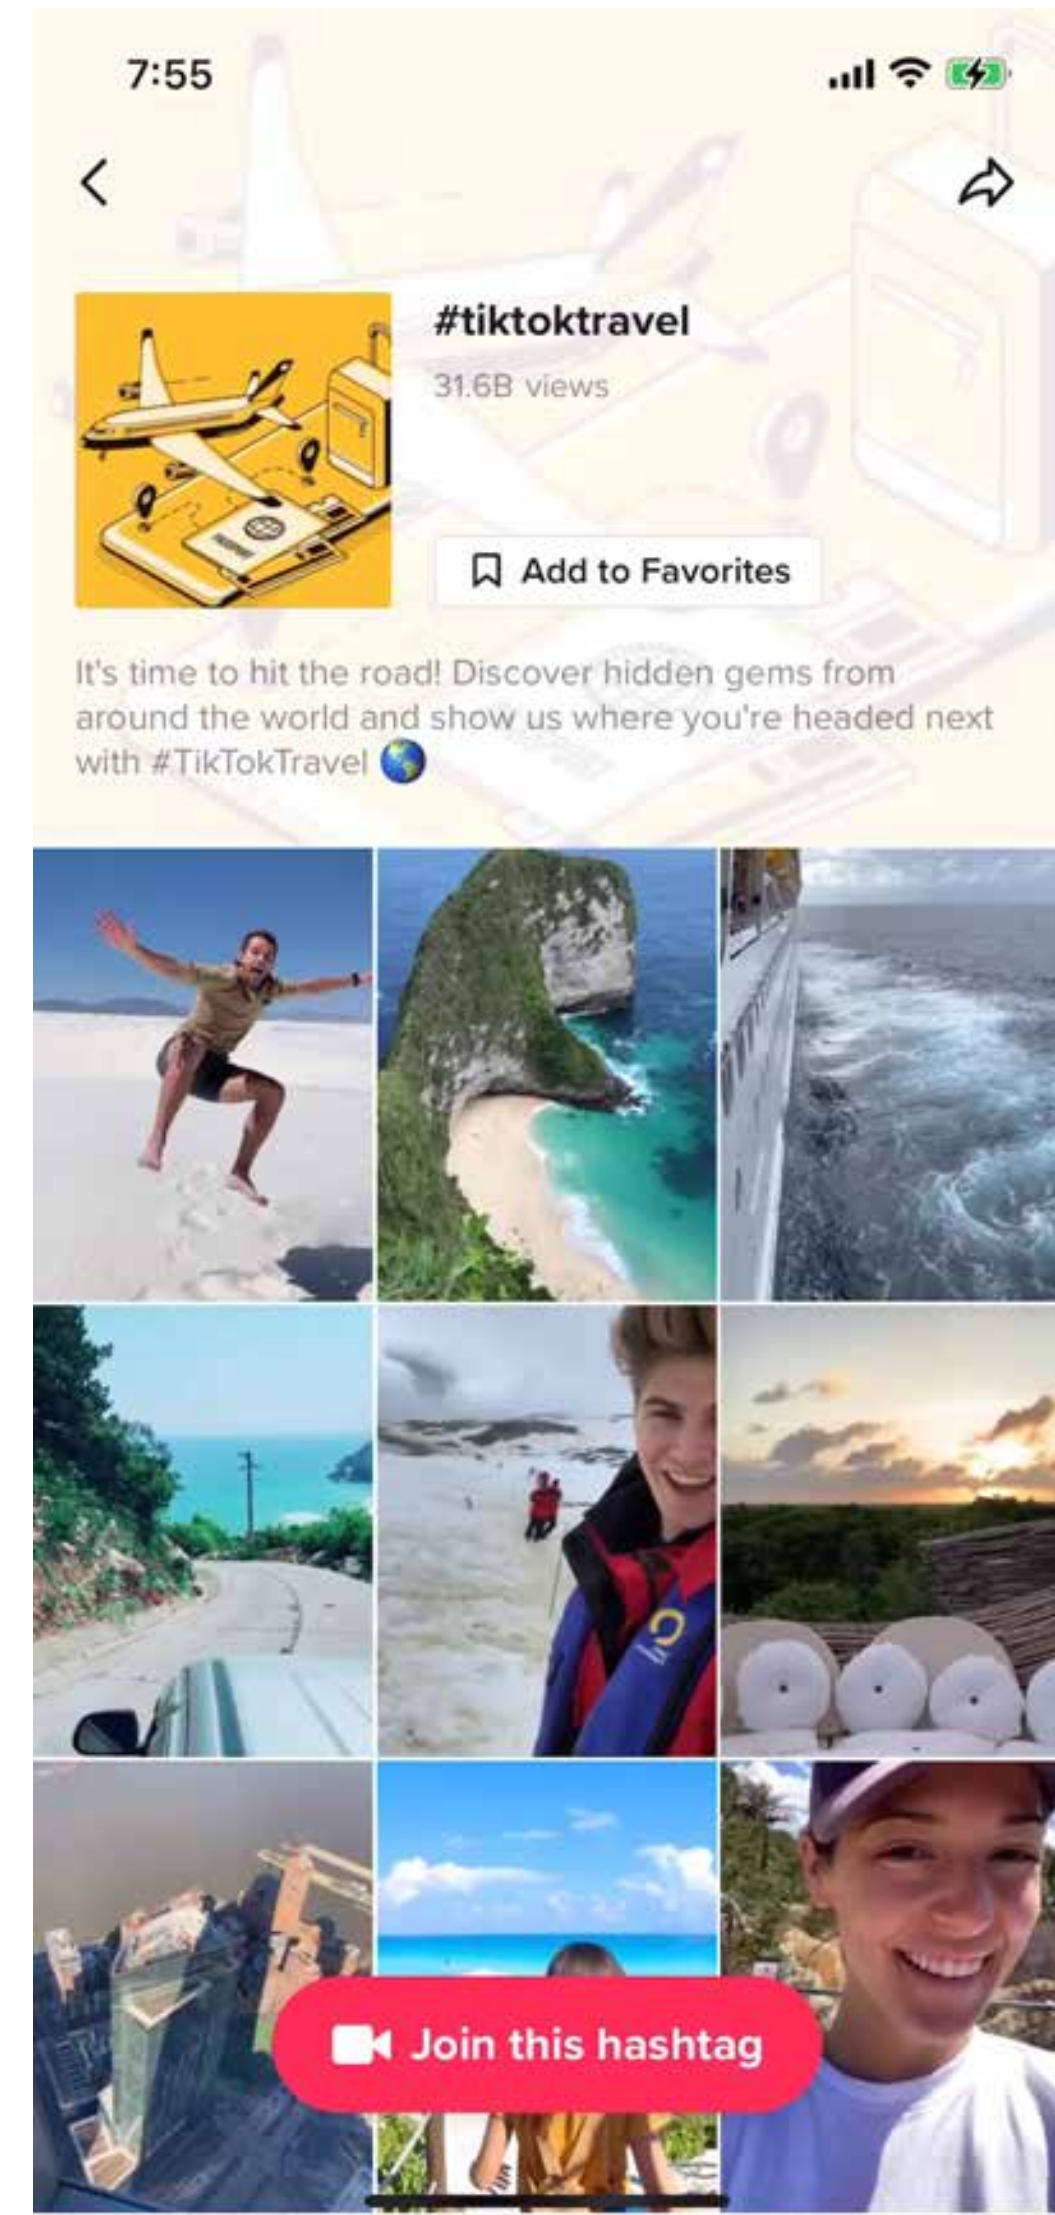 7:55
#tiktoktravel
31.6B views
Add to Favorites
It's time to hit the road! Discover hidden gems from
around the world and show us where you're headed next
with #TikTokTravel 🌎
Join this hashtag